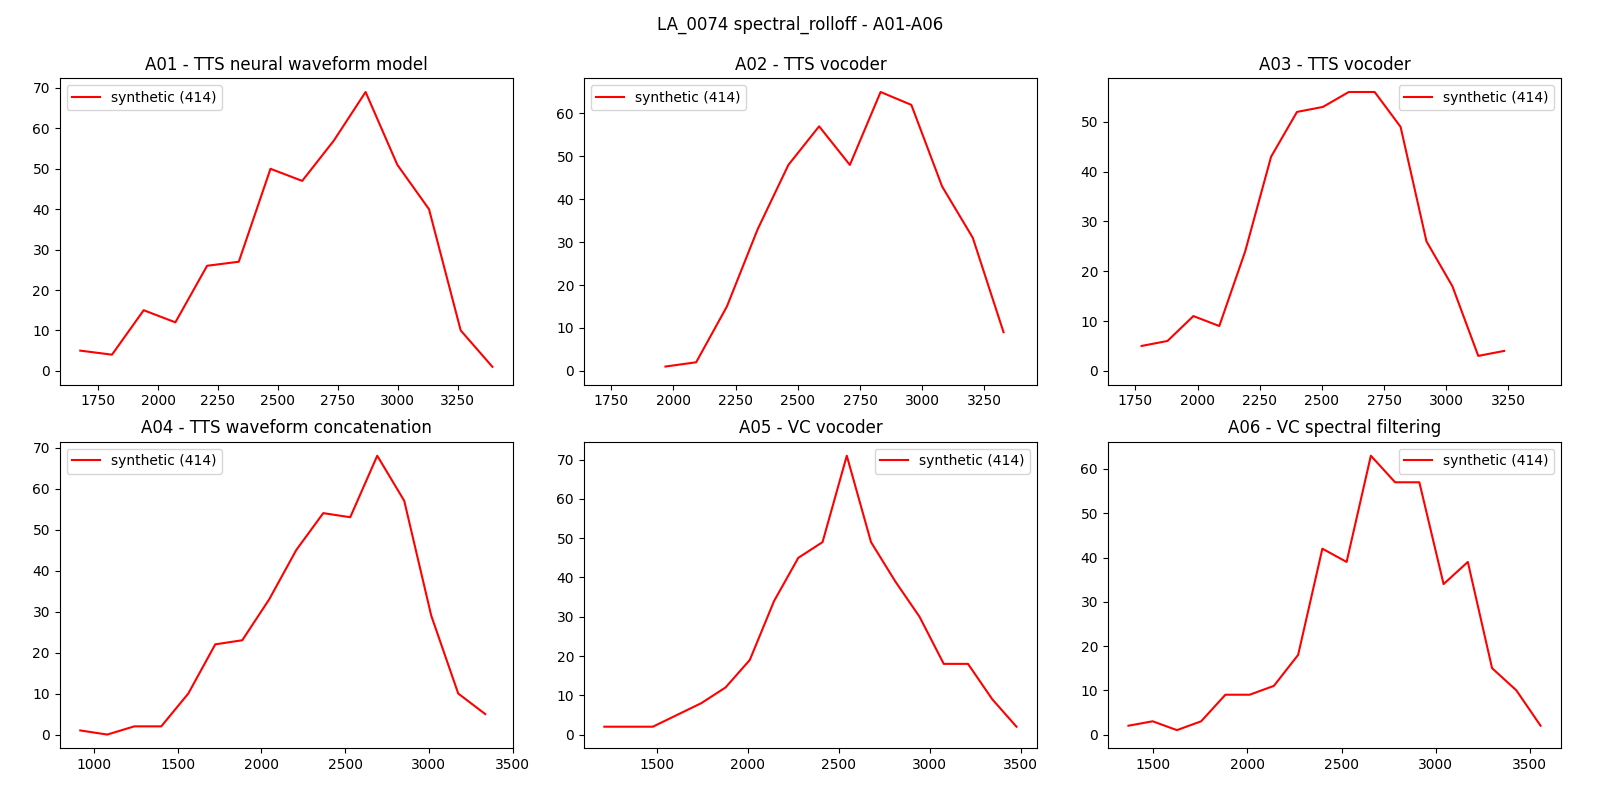 LA_0074 spectral_rolloff - A01-A06
A01 - TTS neural waveform model
synthetic (414)
70
60
50
40
30
20
10
0
1750 2000 2250 2500 2750 3000 3250
A02 - TTS vocoder
synthetic (414)
60
50
40
30
20
10
0
1750 2000 2250 2500 2750 3000 3250
A03 - TTS vocoder
synthetic (414)
50
40
30
20
10
0
1750 2000 2250 2500 2750 3000 3250
A04 - TTS waveform concatenation
synthetic (414)
70
60
50
40
30
20
10
0
1000 1500 2000 2500 3000 3500
A05 - VC vocoder
synthetic (414)
70
60
50
40
30
20
10
0
1500 2000 2500 3000 3500
A06 - VC spectral filtering
synthetic (414)
60
50
40
30
20
10
0
1500 2000 2500 3000 3500